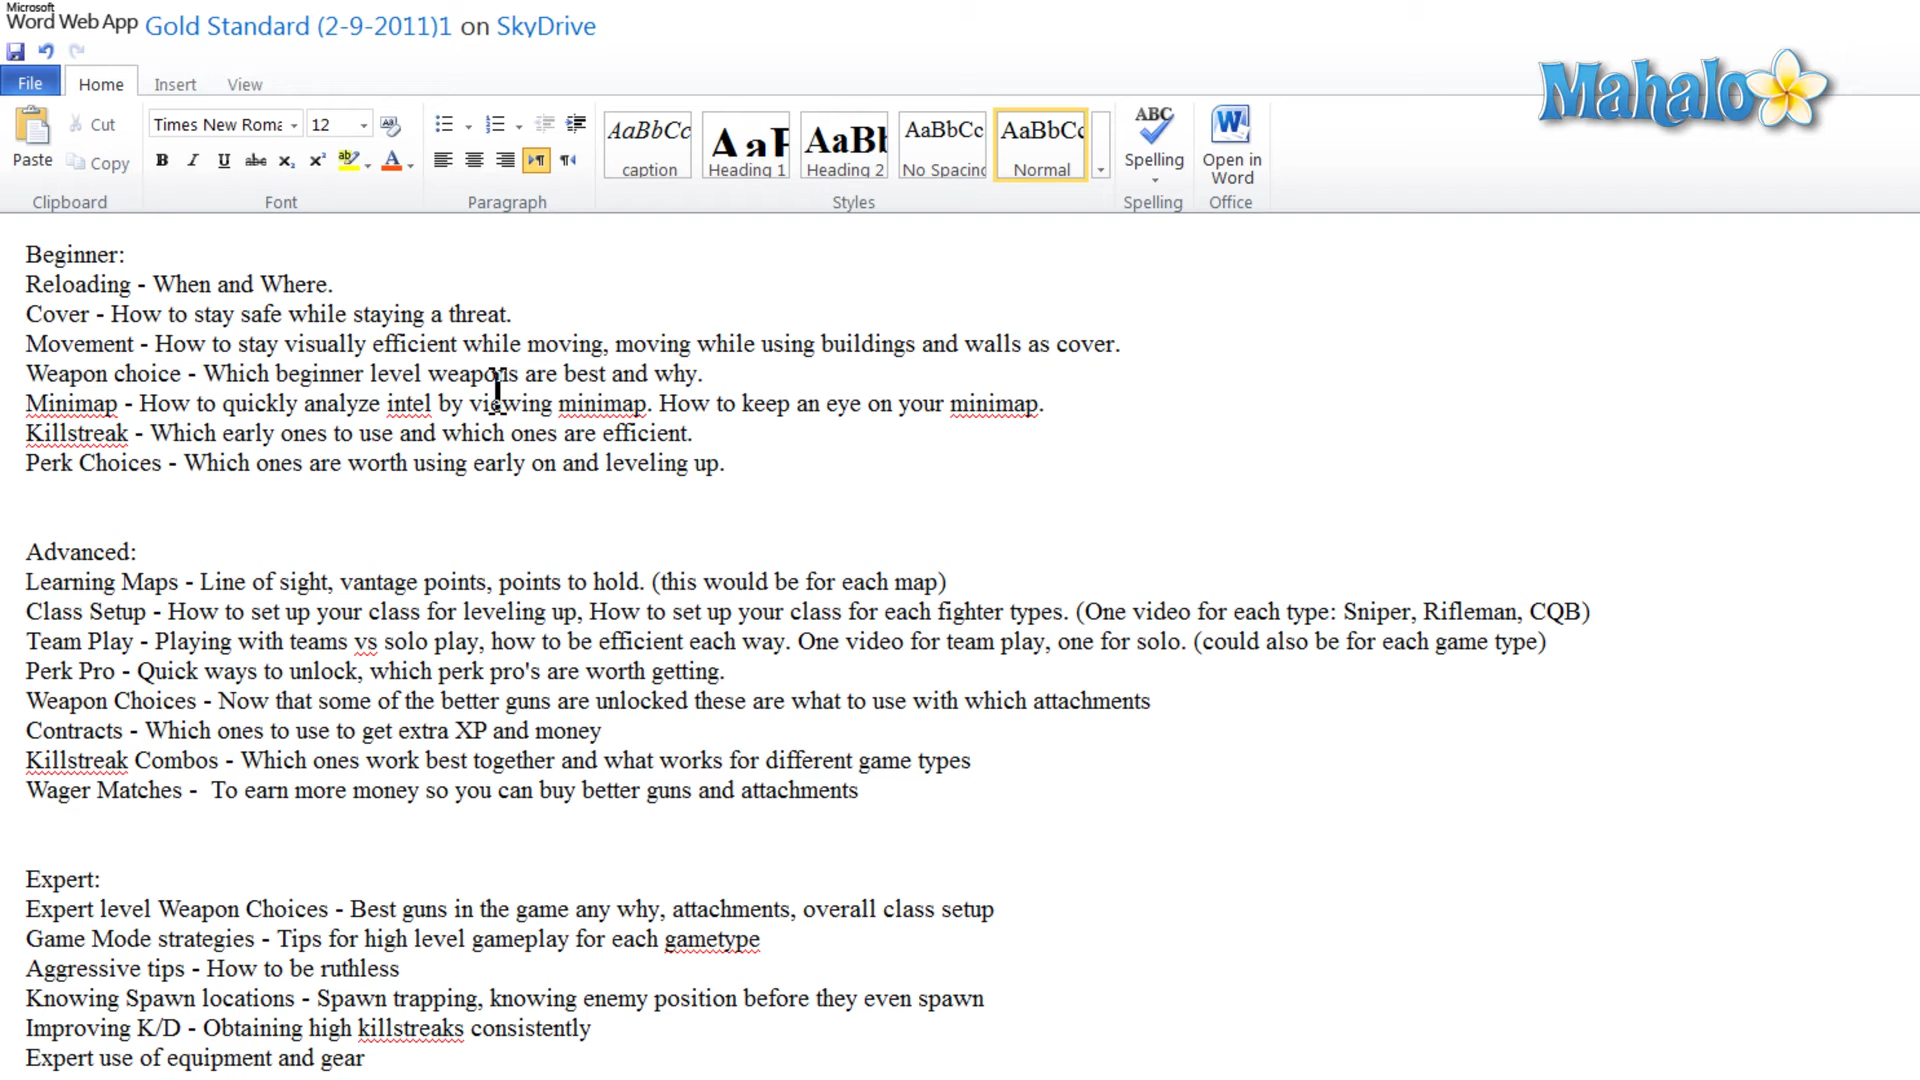 Microsoft
Word Web App Gold Standard (2-9-2011)1 on SkyDrive
Mahalo
File Home Insert View
Paste Cut Copy
Times New Roma 12
B I U abc x₂ x² ab A
AaBbCc caption
AaF Heading 1
AaBl Heading 2
AaBbCc No Spacing
AaBbCc Normal
ABC Spelling
Open in Word
Clipboard Font Paragraph Styles Spelling Office
Beginner:
Reloading - When and Where.
Cover - How to stay safe while staying a threat.
Movement - How to stay visually efficient while moving, moving while using buildings and walls as cover.
Weapon choice - Which beginner level weapons are best and why.
Minimap - How to quickly analyze intel by viewing minimap. How to keep an eye on your minimap.
Killstreak - Which early ones to use and which ones are efficient.
Perk Choices - Which ones are worth using early on and leveling up.
Advanced:
Learning Maps - Line of sight, vantage points, points to hold. (this would be for each map)
Class Setup - How to set up your class for leveling up, How to set up your class for each fighter types. (One video for each type: Sniper, Rifleman, CQB)
Team Play - Playing with teams vs solo play, how to be efficient each way. One video for team play, one for solo. (could also be for each game type)
Perk Pro - Quick ways to unlock, which perk pro's are worth getting.
Weapon Choices - Now that some of the better guns are unlocked these are what to use with which attachments
Contracts - Which ones to use to get extra XP and money
Killstreak Combos - Which ones work best together and what works for different game types
Wager Matches -  To earn more money so you can buy better guns and attachments
Expert:
Expert level Weapon Choices - Best guns in the game any why, attachments, overall class setup
Game Mode strategies - Tips for high level gameplay for each gametype
Aggressive tips - How to be ruthless
Knowing Spawn locations - Spawn trapping, knowing enemy position before they even spawn
Improving K/D - Obtaining high killstreaks consistently
Expert use of equipment and gear